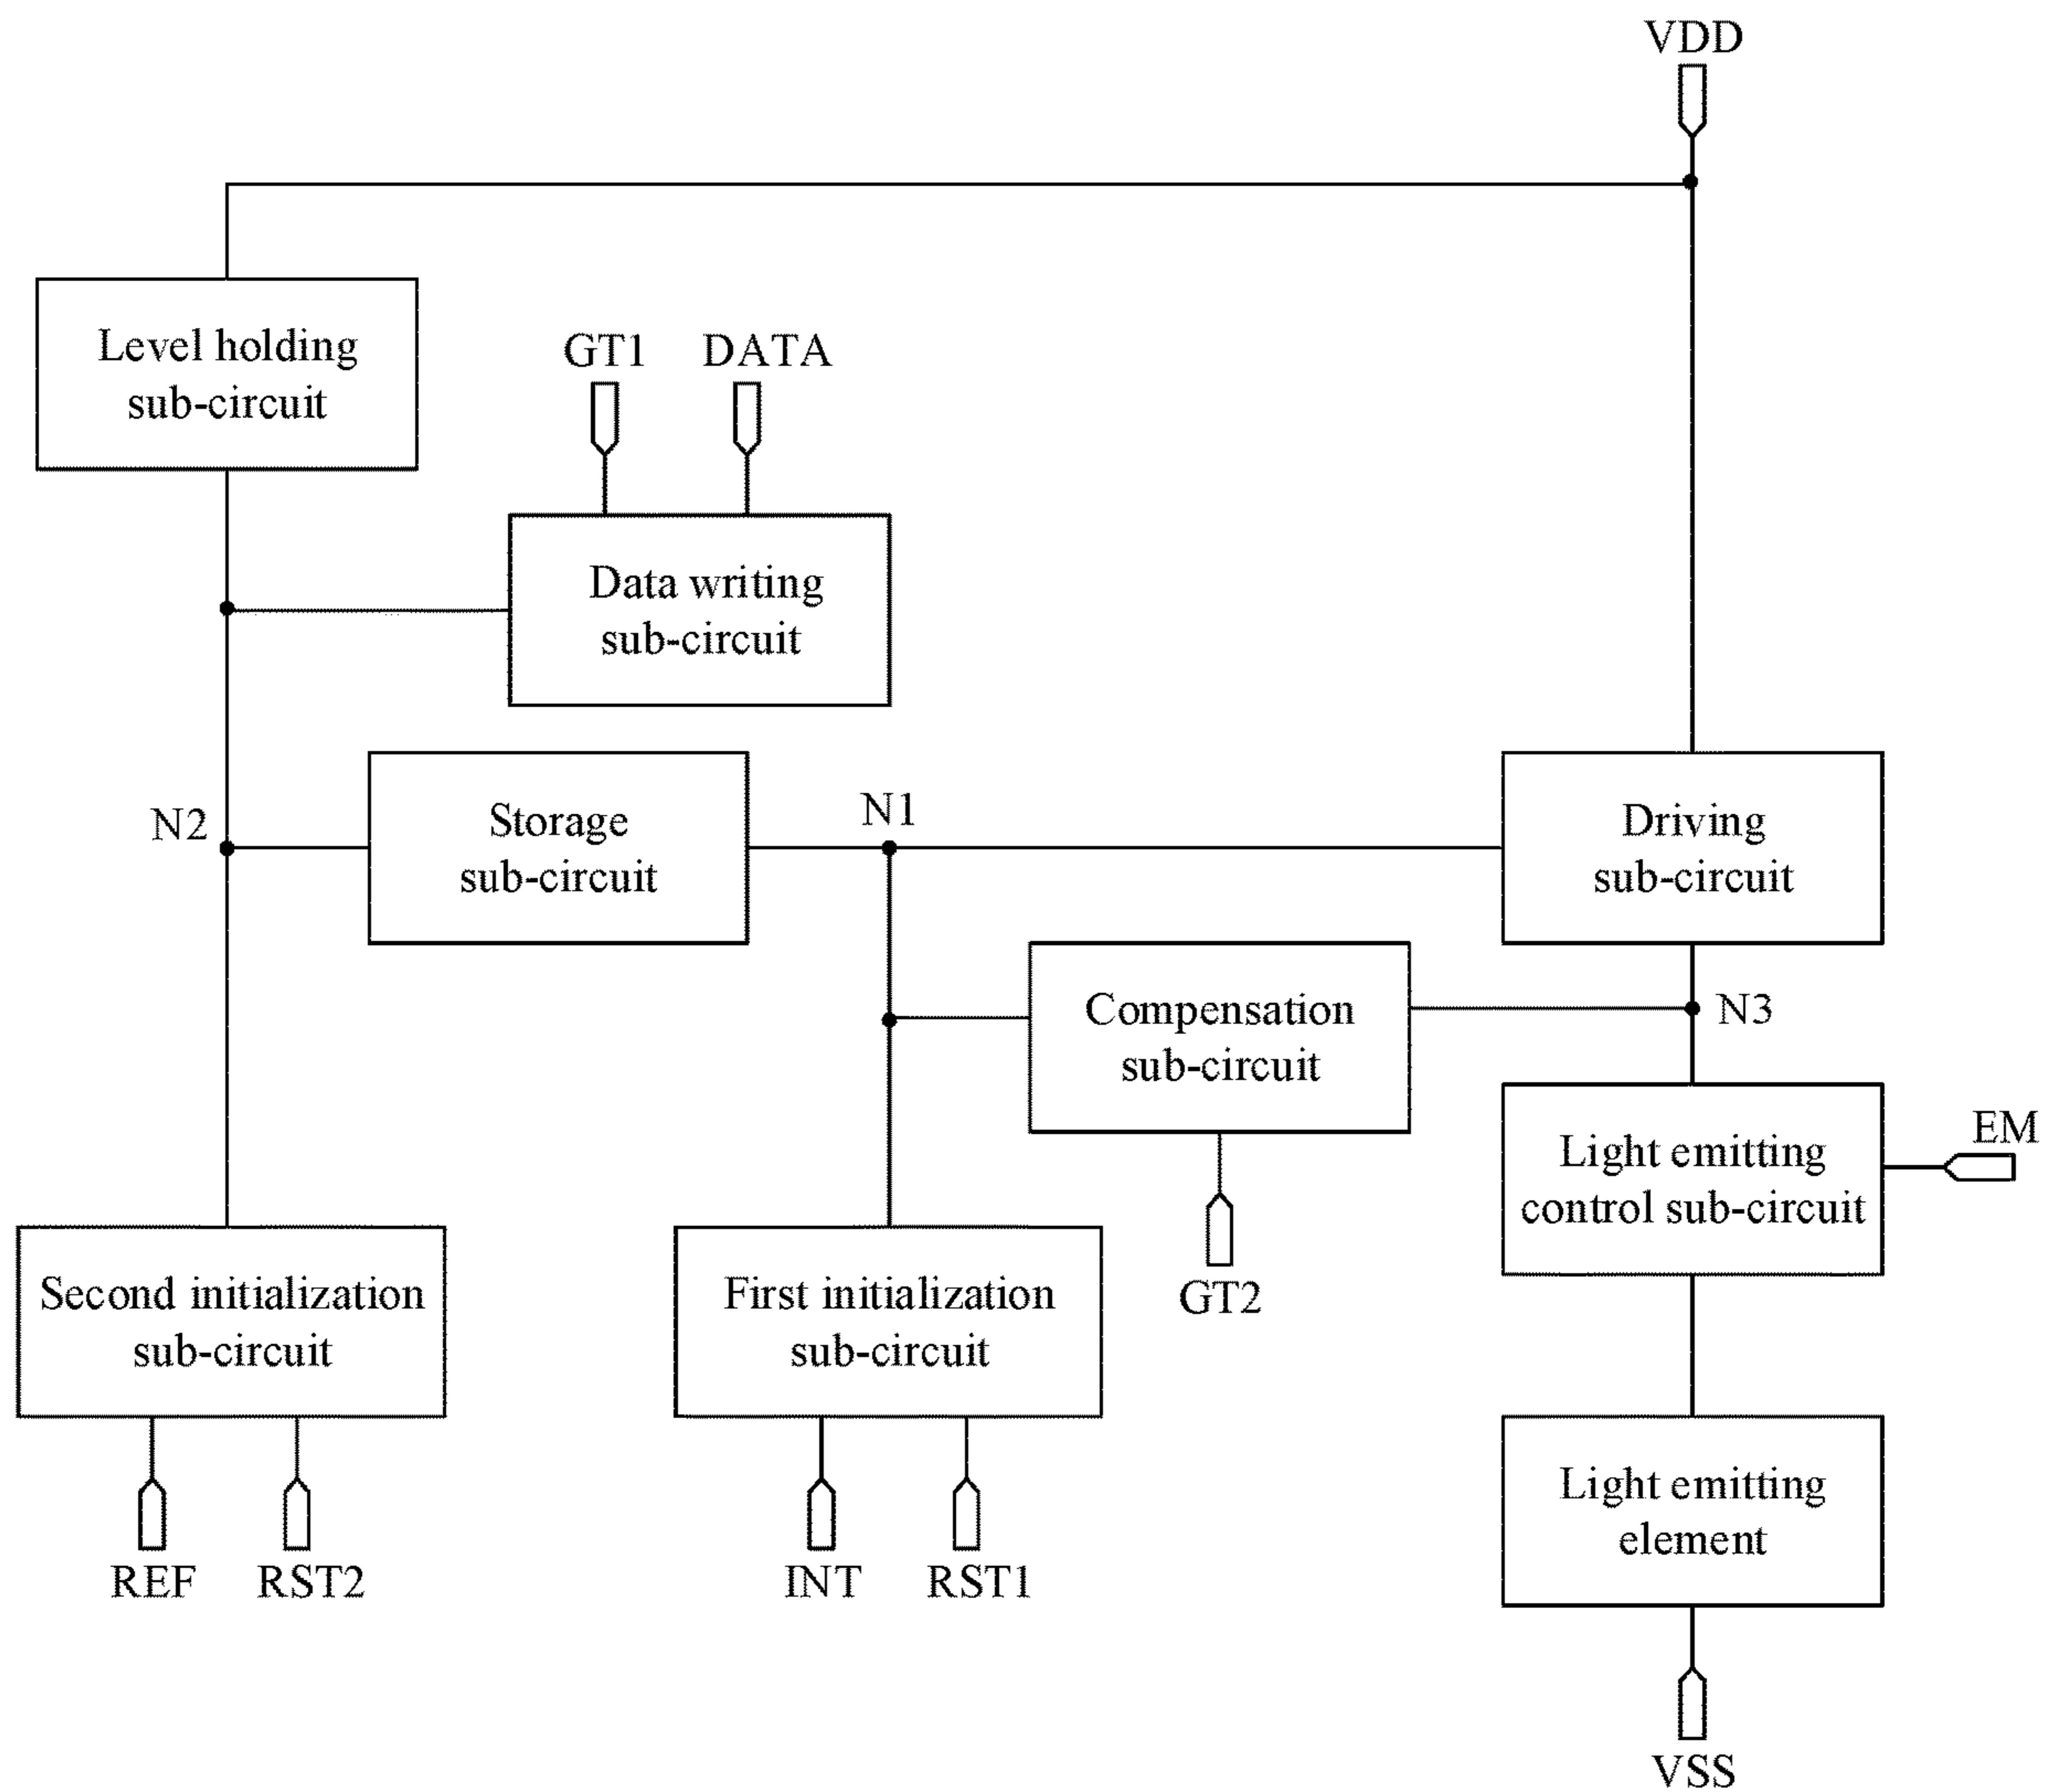 VDD
Level holding
sub-circuit
GT1
DATA
Data writing
sub-circuit
N2
Storage
sub-circuit
N1
Driving
sub-circuit
Compensation
sub-circuit
N3
Light emitting
control sub-circuit
EM
Second initialization
sub-circuit
First initialization
sub-circuit
GT2
Light emitting
element
REF
RST2
INT
RST1
VSS